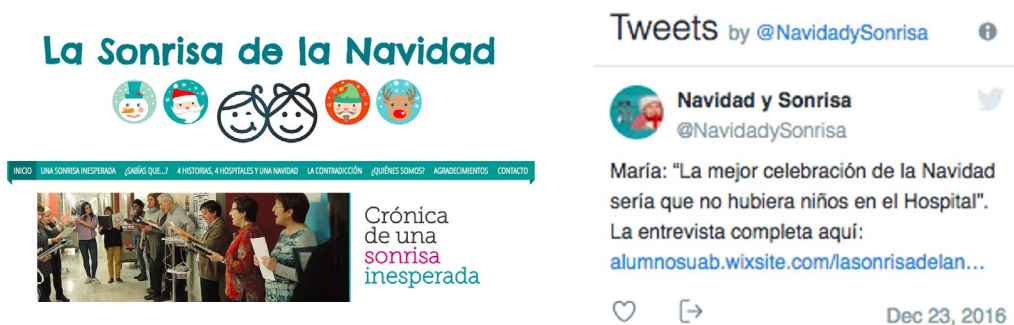 La Sonrisa de la Navidad
INICIO UNA SONRISA INESPERADA ¿SABÍAS QUE...? 4 HISTORIAS, 4 HOSPITALES Y UNA NAVIDAD LA CONTRADICCIÓN ¿QUIÉNES SOMOS? AGRADECIMIENTOS CONTACTO
Crónica
de una
sonrisa
inesperada
Tweets by @NavidadySonrisa
Navidad y Sonrisa
@NavidadySonrisa
María: “La mejor celebración de la Navidad
sería que no hubiera niños en el Hospital”.
La entrevista completa aquí:
alumnosuab.wixsite.com/lasonrisadelan...
Dec 23, 2016